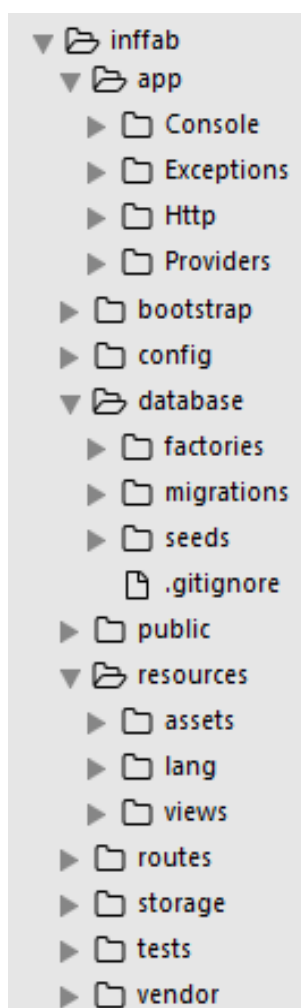 inffab
app
Console
Exceptions
Http
Providers
bootstrap
config
database
factories
migrations
seeds
.gitignore
public
resources
assets
lang
views
routes
storage
tests
vendor